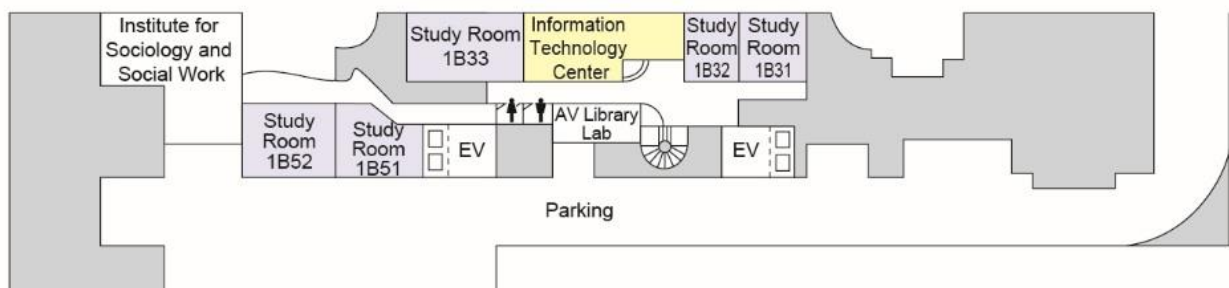 Institute for
Sociology and
Social Work
Study Room
1B33
Information
Technology
Center
Study
Room
1B32
Study
Room
1B31
Study
Room
1B52
Study
Room
1B51
EV
AV Library
Lab
EV
Parking